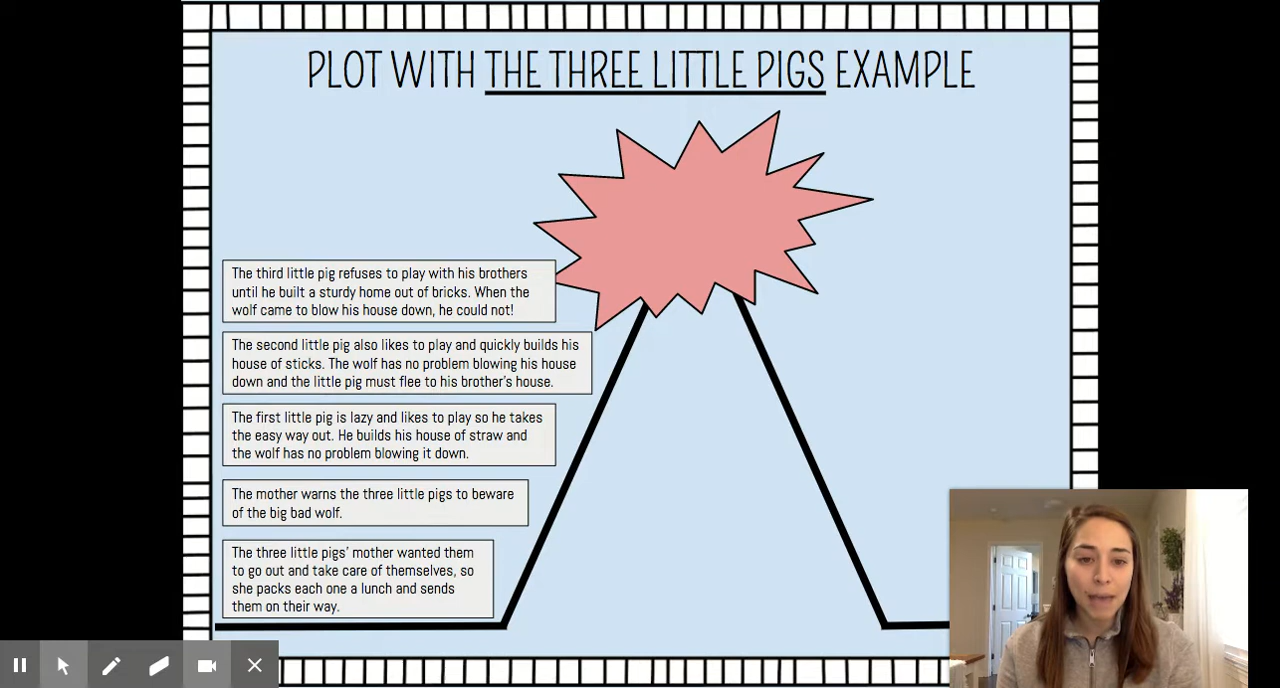 PLOT WITH THE THREE LITTLE PIGS EXAMPLE
The third little pig refuses to play with his brothers
until he built a sturdy home out of bricks. When the
wolf came to blow his house down, he could not!
The second little pig also likes to play and quickly builds his
house of sticks. The wolf has no problem blowing his house
down and the little pig must flee to his brother's house.
The first little pig is lazy and likes to play so he takes
the easy way out. He builds his house of straw and
the wolf has no problem blowing it down.
The mother warns the three little pigs to beware
of the big bad wolf.
The three little pigs' mother wanted them
to go out and take care of themselves, so
she packs each one a lunch and sends
them on their way.